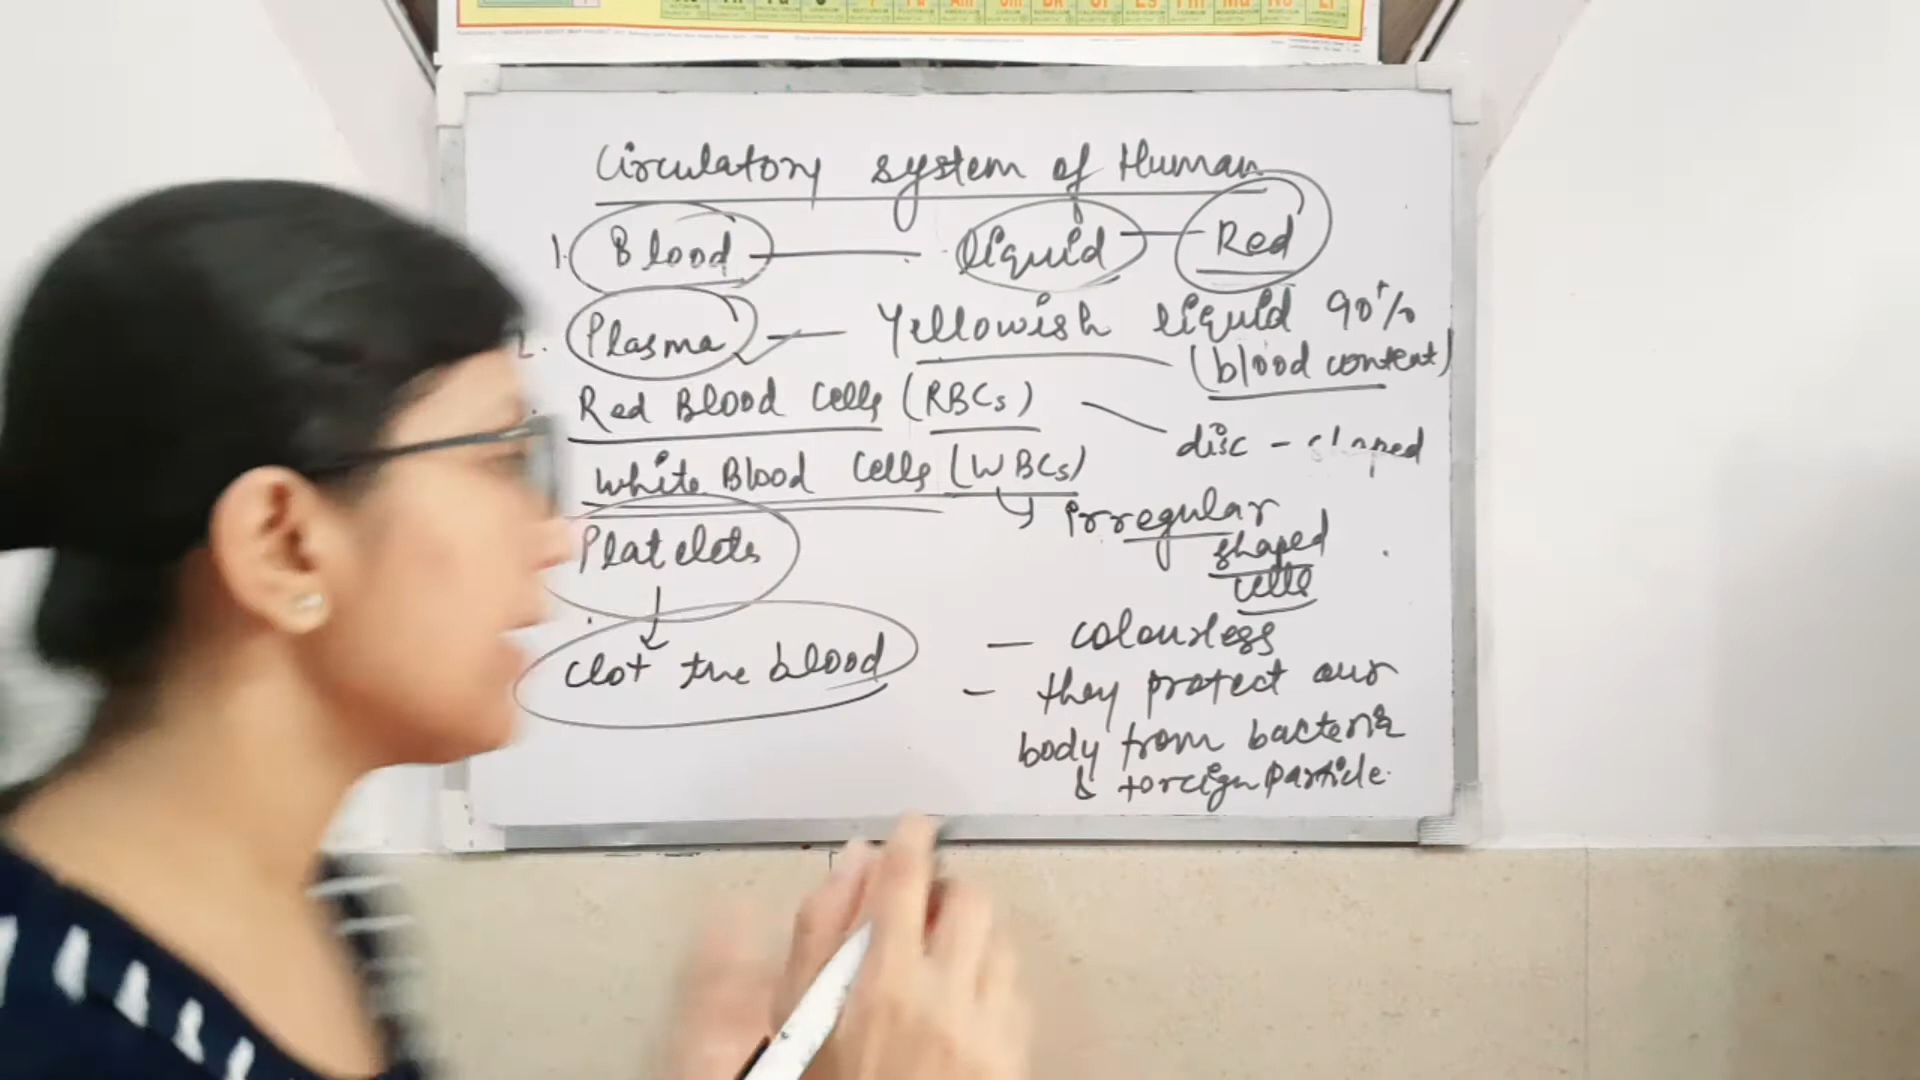 Circulatory system of Human
1. Blood — liquid — Red
2. Plasma — Yellowish liquid 90%
(blood content)
Red Blood Cells (RBCs)
disc - shaped
White Blood Cells (WBCs)
irregular
shaped
cells
Platelets
clot the blood
— colourless
- they protect our
body from bacteria
& foreign particle.